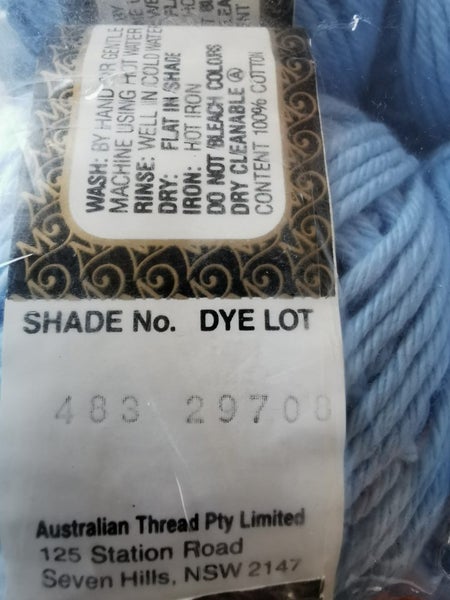 WASH: BY HAND OR GENTLE
MACHINE USING HOT WATER
RINSE: WELL IN COLD WATER
DRY: FLAT IN SHADE
IRON: HOT IRON
DO NOT BLEACH COLOURS
DRY CLEANABLE Ⓐ
CONTENT 100% COTTON
SHADE No. DYE LOT
483 29708
Australian Thread Pty Limited
125 Station Road
Seven Hills, NSW 2147